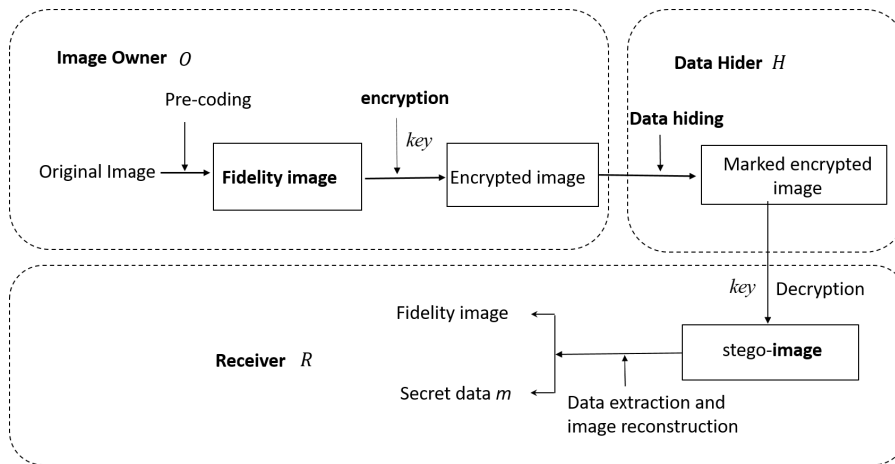 Image Owner O
Data Hider H
Pre-coding
encryption
key
Data hiding
Original Image
Fidelity image
Encrypted image
Marked encrypted
image
key
Decryption
Fidelity image
stego-image
Receiver R
Secret data m
Data extraction and
image reconstruction